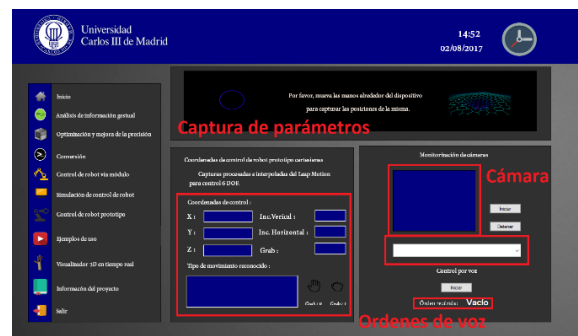 Universidad
Carlos III de Madrid
14:52
02/08/2017
Inicio
Análisis de información gestual
Optimización y mejora de la precisión
Conversión
Control de robot vía módulo
Simulación de control de robot
Control de robot prototipo
Ejemplos de uso
Visualizador 3D en tiempo real
Información del proyecto
Salir
Por favor, mueva las manos alrededor del dispositivo
para capturar las posiciones de la misma.
Captura de parámetros
Coordenadas de control de robot prototipo cartesianas
Capturas procesadas e interpoladas del Leap Motion
para control 6 DOF.
Coordenadas de control :
X :
Inc.Verical :
Y :
Inc. Horizontal :
Z :
Grab :
Tipo de movimiento reconocido :
Monitorización de cámaras
Cámara
Iniciar
Detener
Control por voz
Iniciar
Orden recibida: Vacío
Ordenes de voz